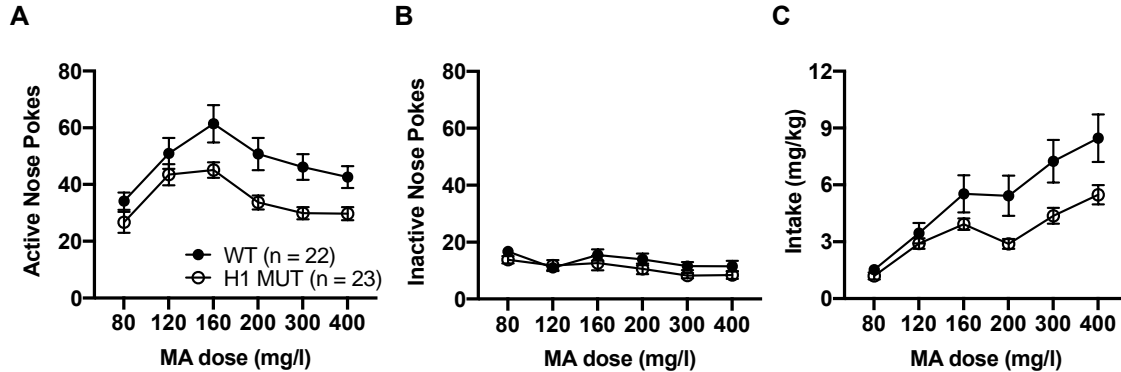 A
Active Nose Pokes
80
60
40
20
0
WT (n = 22)
H1 MUT (n = 23)
80 120 160 200 300 400
MA dose (mg/l)
B
Inactive Nose Pokes
80
60
40
20
0
80 120 160 200 300 400
MA dose (mg/l)
C
Intake (mg/kg)
12
9
6
3
0
80 120 160 200 300 400
MA dose (mg/l)